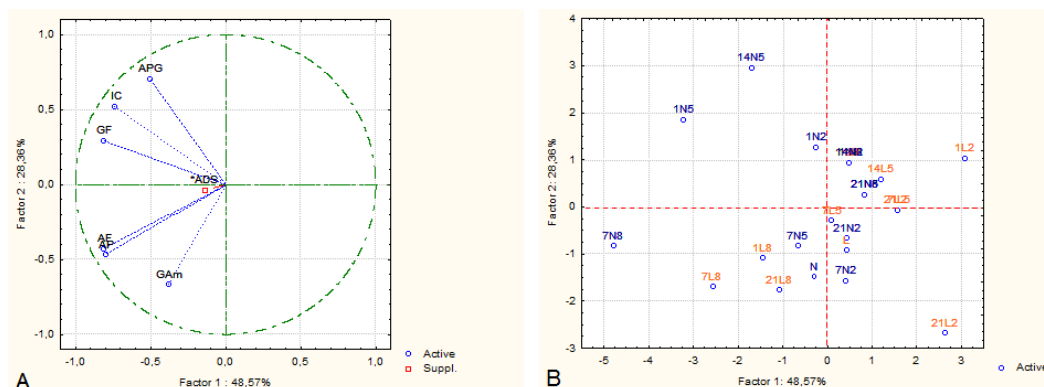 Factor 2 : 28,36%
1,0
0,5
0,0
-0,5
-1,0
APG
IC
GF
*ADS
AF
AP
GAm
-1,0 -0,5 0,0 0,5 1,0
Factor 1 : 48,57%
Active
Suppl.
A
Factor 2: 28,36%
4
3
2
1
0
-1
-2
-3
14N5
1N5
1N2
1L2
14L5
21N8
1L5
21N2
7N8
7N5
1L8
N
7N2
7L8
21L8
21L2
-5 -4 -3 -2 -1 0 1 2 3
Factor 1: 48,57%
Active
B